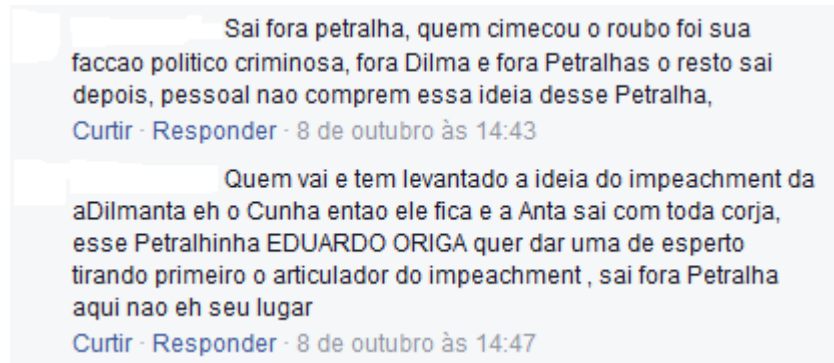 Sai fora petralha, quem cimecou o roubo foi sua
faccao politico criminosa, fora Dilma e fora Petralhas o resto sai
depois, pessoal nao comprem essa ideia desse Petralha,
Curtir · Responder · 8 de outubro às 14:43
Quem vai e tem levantado a ideia do impeachment da
aDilmanta eh o Cunha entao ele fica e a Anta sai com toda corja,
esse Petralhinha EDUARDO ORIGA quer dar uma de esperto
tirando primeiro o articulador do impeachment , sai fora Petralha
aqui nao eh seu lugar
Curtir · Responder · 8 de outubro às 14:47